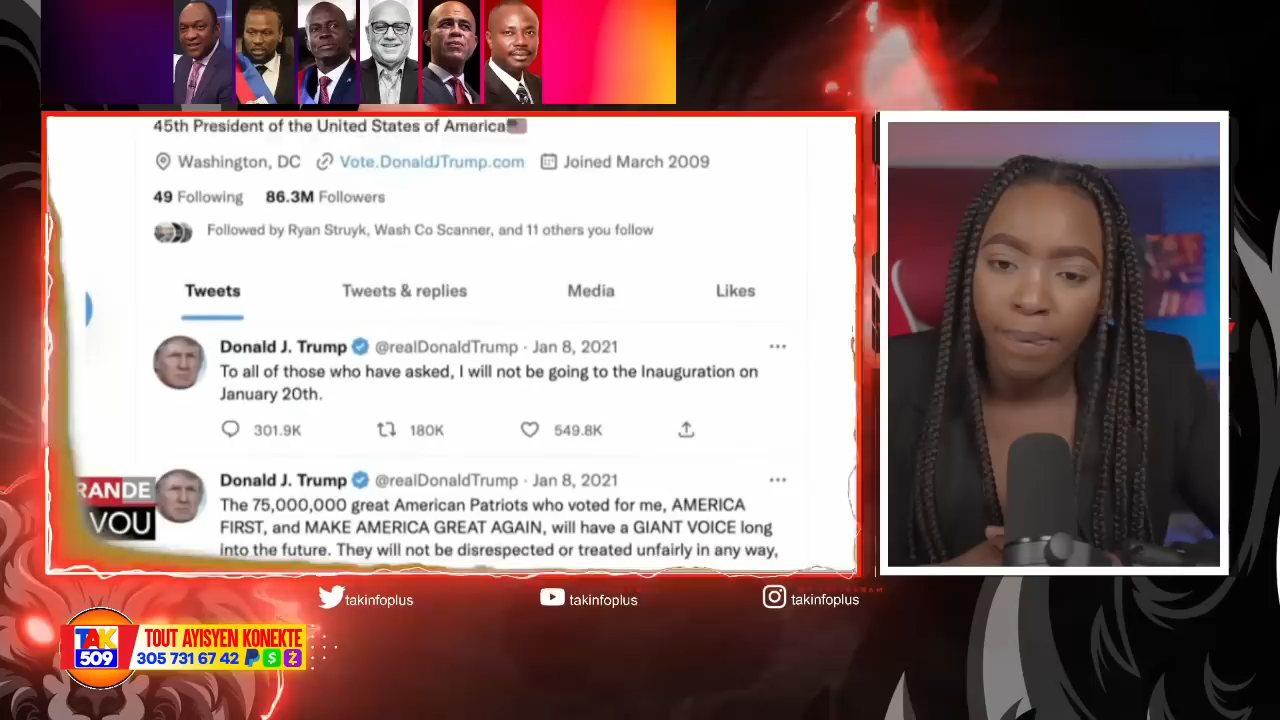 45th President of the United States of America
Washington, DC Vote.DonaldJTrump.com Joined March 2009
49 Following 86.3M Followers
Followed by Ryan Struyk, Wash Co Scanner, and 11 others you follow
Tweets Tweets & replies Media Likes
Donald J. Trump @realDonaldTrump · Jan 8, 2021
To all of those who have asked, I will not be going to the Inauguration on
January 20th.
301.9K 180K 549.8K
Donald J. Trump @realDonaldTrump · Jan 8, 2021
The 75,000,000 great American Patriots who voted for me, AMERICA
FIRST, and MAKE AMERICA GREAT AGAIN, will have a GIANT VOICE long
into the future. They will not be disrespected or treated unfairly in any way,
RANDE
VOU
takinfoplus takinfoplus takinfoplus
TAK
509
TOUT AYISYEN KONEKTE
305 731 67 42